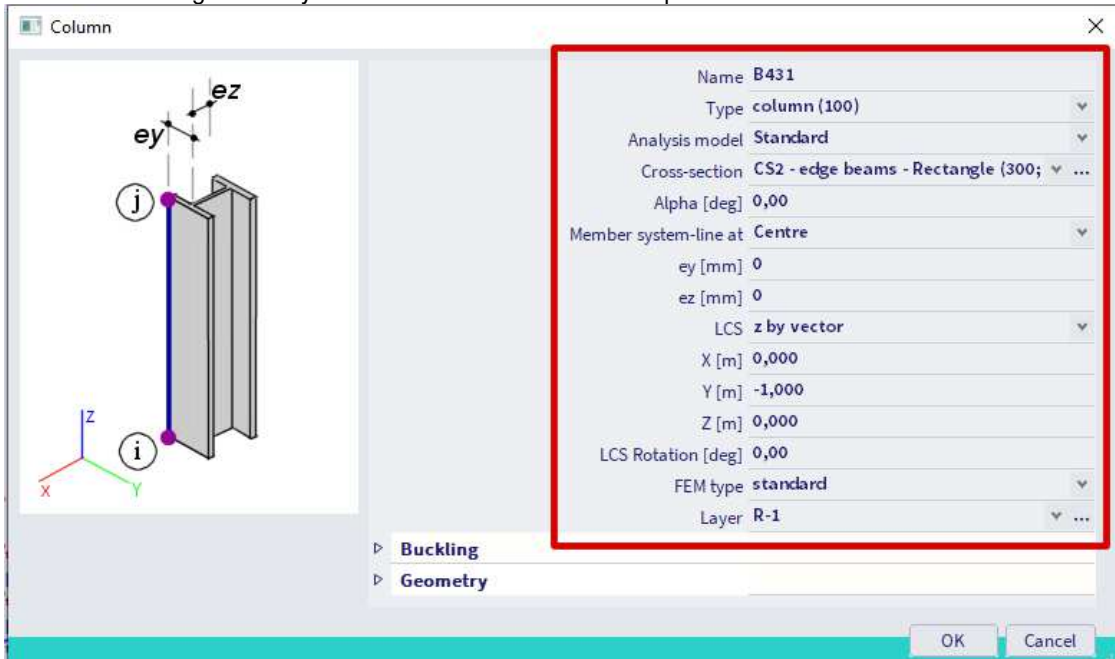 Column
ez
ey
j
i
Z
X
Y
Name B431
Type column (100)
Analysis model Standard
Cross-section CS2 - edge beams - Rectangle (300; ...
Alpha [deg] 0,00
Member system-line at Centre
ey [mm] 0
ez [mm] 0
LCS z by vector
X [m] 0,000
Y [m] -1,000
Z [m] 0,000
LCS Rotation [deg] 0,00
FEM type standard
Layer R-1 ...
Buckling
Geometry
OK Cancel